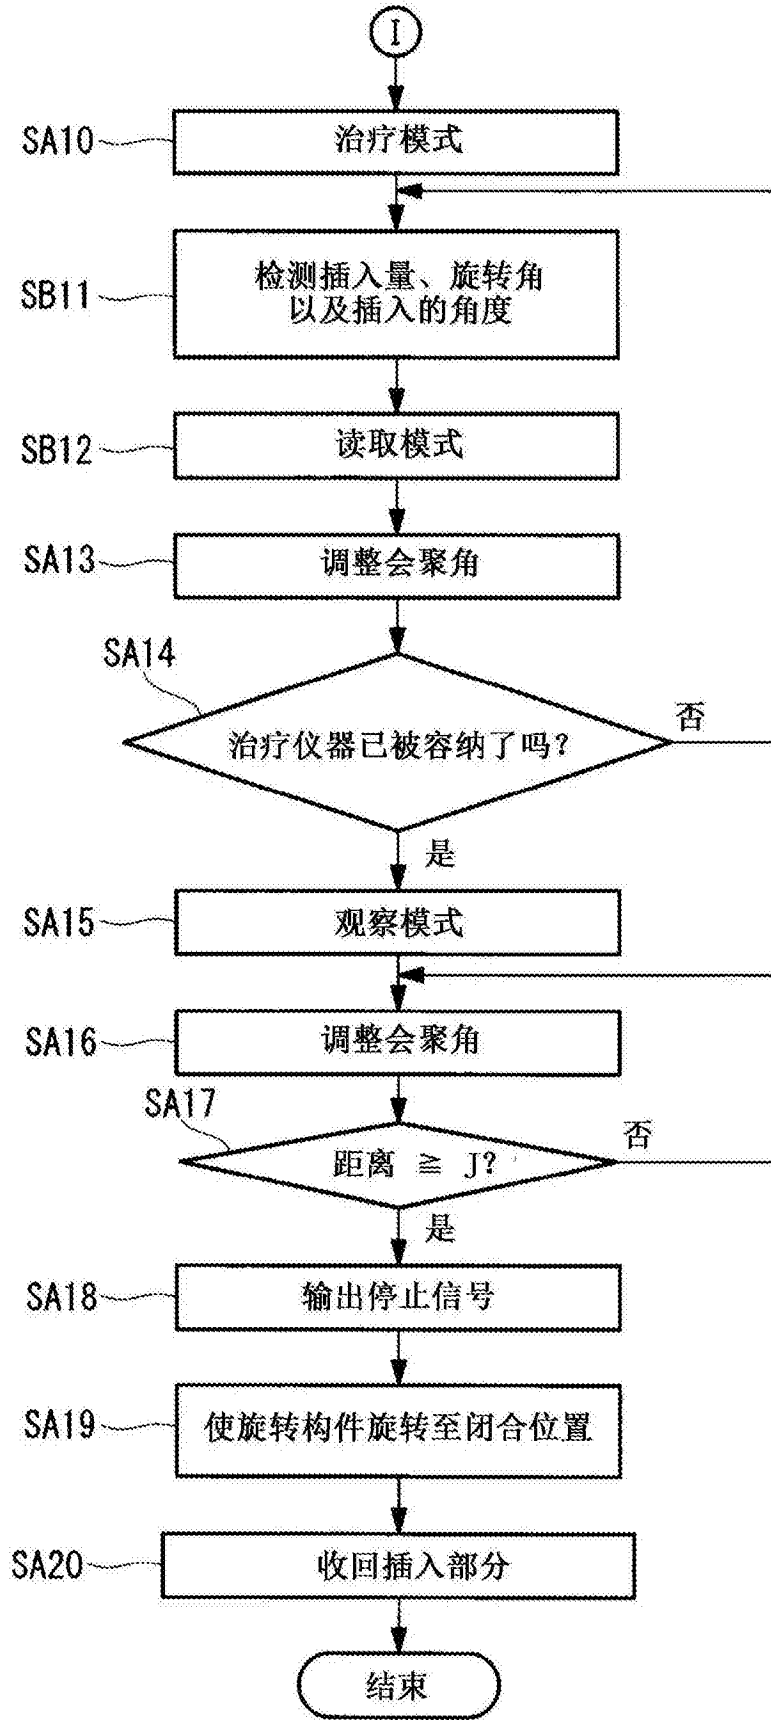 I
SA10
治疗模式
SB11
检测插入量、旋转角
以及插入的角度
SB12
读取模式
SA13
调整会聚角
SA14
治疗仪器已被容纳了吗？
否
是
SA15
观察模式
SA16
调整会聚角
SA17
距离 ≧ J？
否
是
SA18
输出停止信号
SA19
使旋转构件旋转至闭合位置
SA20
收回插入部分
结束